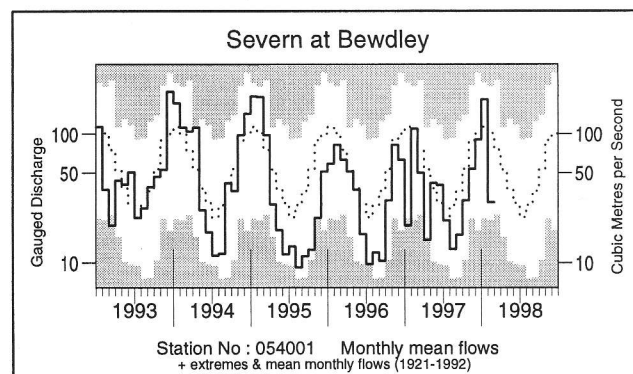 Severn at Bewdley
Gauged Discharge
100
50
10
100
50
10
Cubic Metres per Second
1993 1994 1995 1996 1997 1998
Station No : 054001 Monthly mean flows
+ extremes & mean monthly flows (1921-1992)